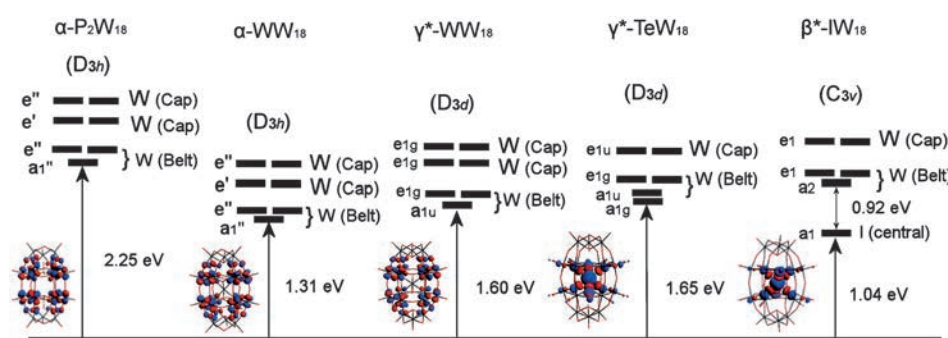 α-P₂W₁₈ α-WW₁₈ γ*-WW₁₈ γ*-TeW₁₈ β*-IW₁₈
(D3h)
e" W (Cap)
e' W (Cap)
e" } W (Belt)
a₁"
2.25 eV
(D3h)
e" W (Cap)
e' W (Cap)
e" } W (Belt)
a₁"
1.31 eV
(D3d)
e1g W (Cap)
e1g W (Cap)
e1g } W (Belt)
a1u
1.60 eV
(D3d)
e1u W (Cap)
e1g } W (Belt)
a1u
a1g
1.65 eV
(C3v)
e1 W (Cap)
e1 } W (Belt)
a2
0.92 eV
a1 I (central)
1.04 eV